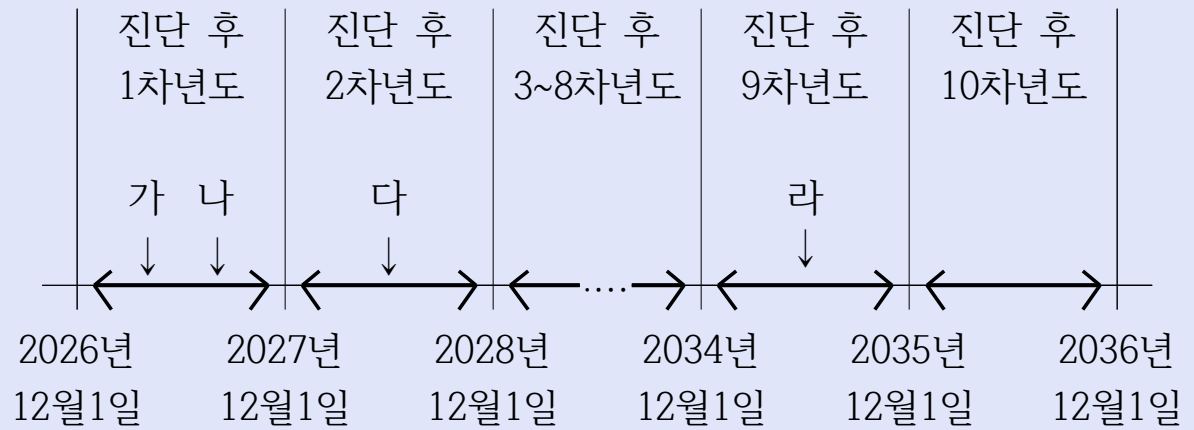 진단 후 진단 후 진단 후 진단 후 진단 후
1차년도 2차년도 3~8차년도 9차년도 10차년도
가 나 다 라
2026년 2027년 2028년 2034년 2035년 2036년
12월1일 12월1일 12월1일 12월1일 12월1일 12월1일